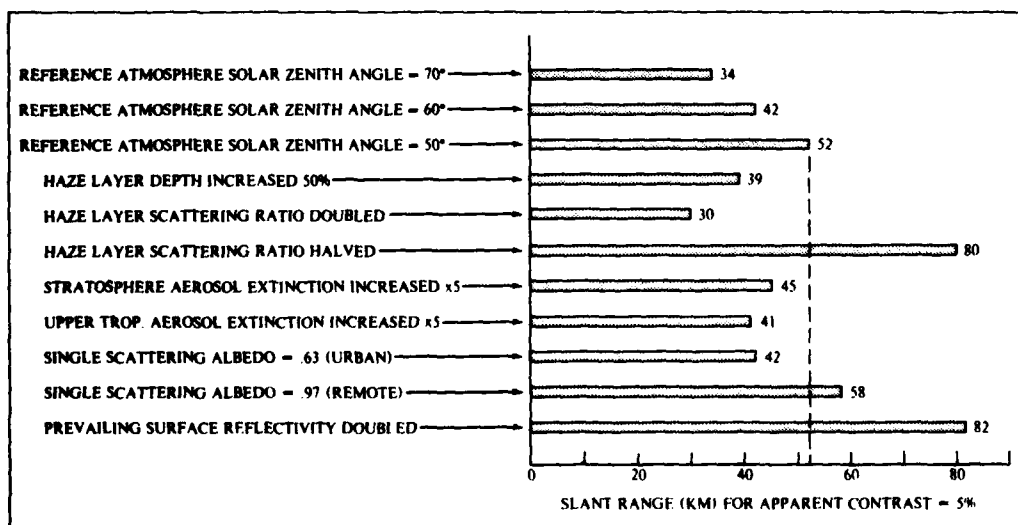 REFERENCE ATMOSPHERE SOLAR ZENITH ANGLE = 70° 34
REFERENCE ATMOSPHERE SOLAR ZENITH ANGLE = 60° 42
REFERENCE ATMOSPHERE SOLAR ZENITH ANGLE = 50° 52
HAZE LAYER DEPTH INCREASED 50% 39
HAZE LAYER SCATTERING RATIO DOUBLED 30
HAZE LAYER SCATTERING RATIO HALVED 80
STRATOSPHERE AEROSOL EXTINCTION INCREASED x5 45
UPPER TROP. AEROSOL EXTINCTION INCREASED x5 41
SINGLE SCATTERING ALBEDO = .63 (URBAN) 42
SINGLE SCATTERING ALBEDO = .97 (REMOTE) 58
PREVAILING SURFACE REFLECTIVITY DOUBLED 82
0 20 40 60 80
SLANT RANGE (KM) FOR APPARENT CONTRAST = 5%